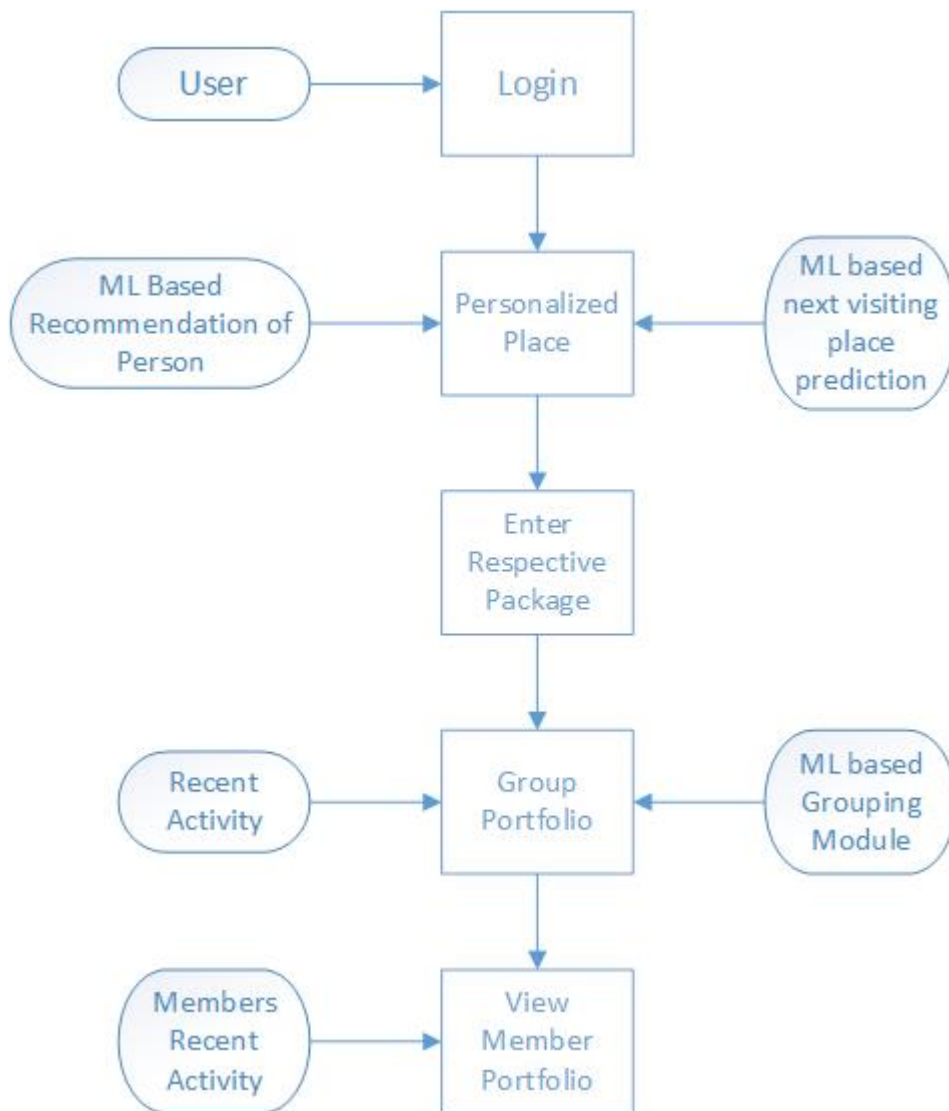 User
Login
ML Based
Recommendation of
Person
Personalized
Place
ML based
next visiting
place
prediction
Enter
Respective
Package
Recent
Activity
Group
Portfolio
ML based
Grouping
Module
Members
Recent
Activity
View
Member
Portfolio